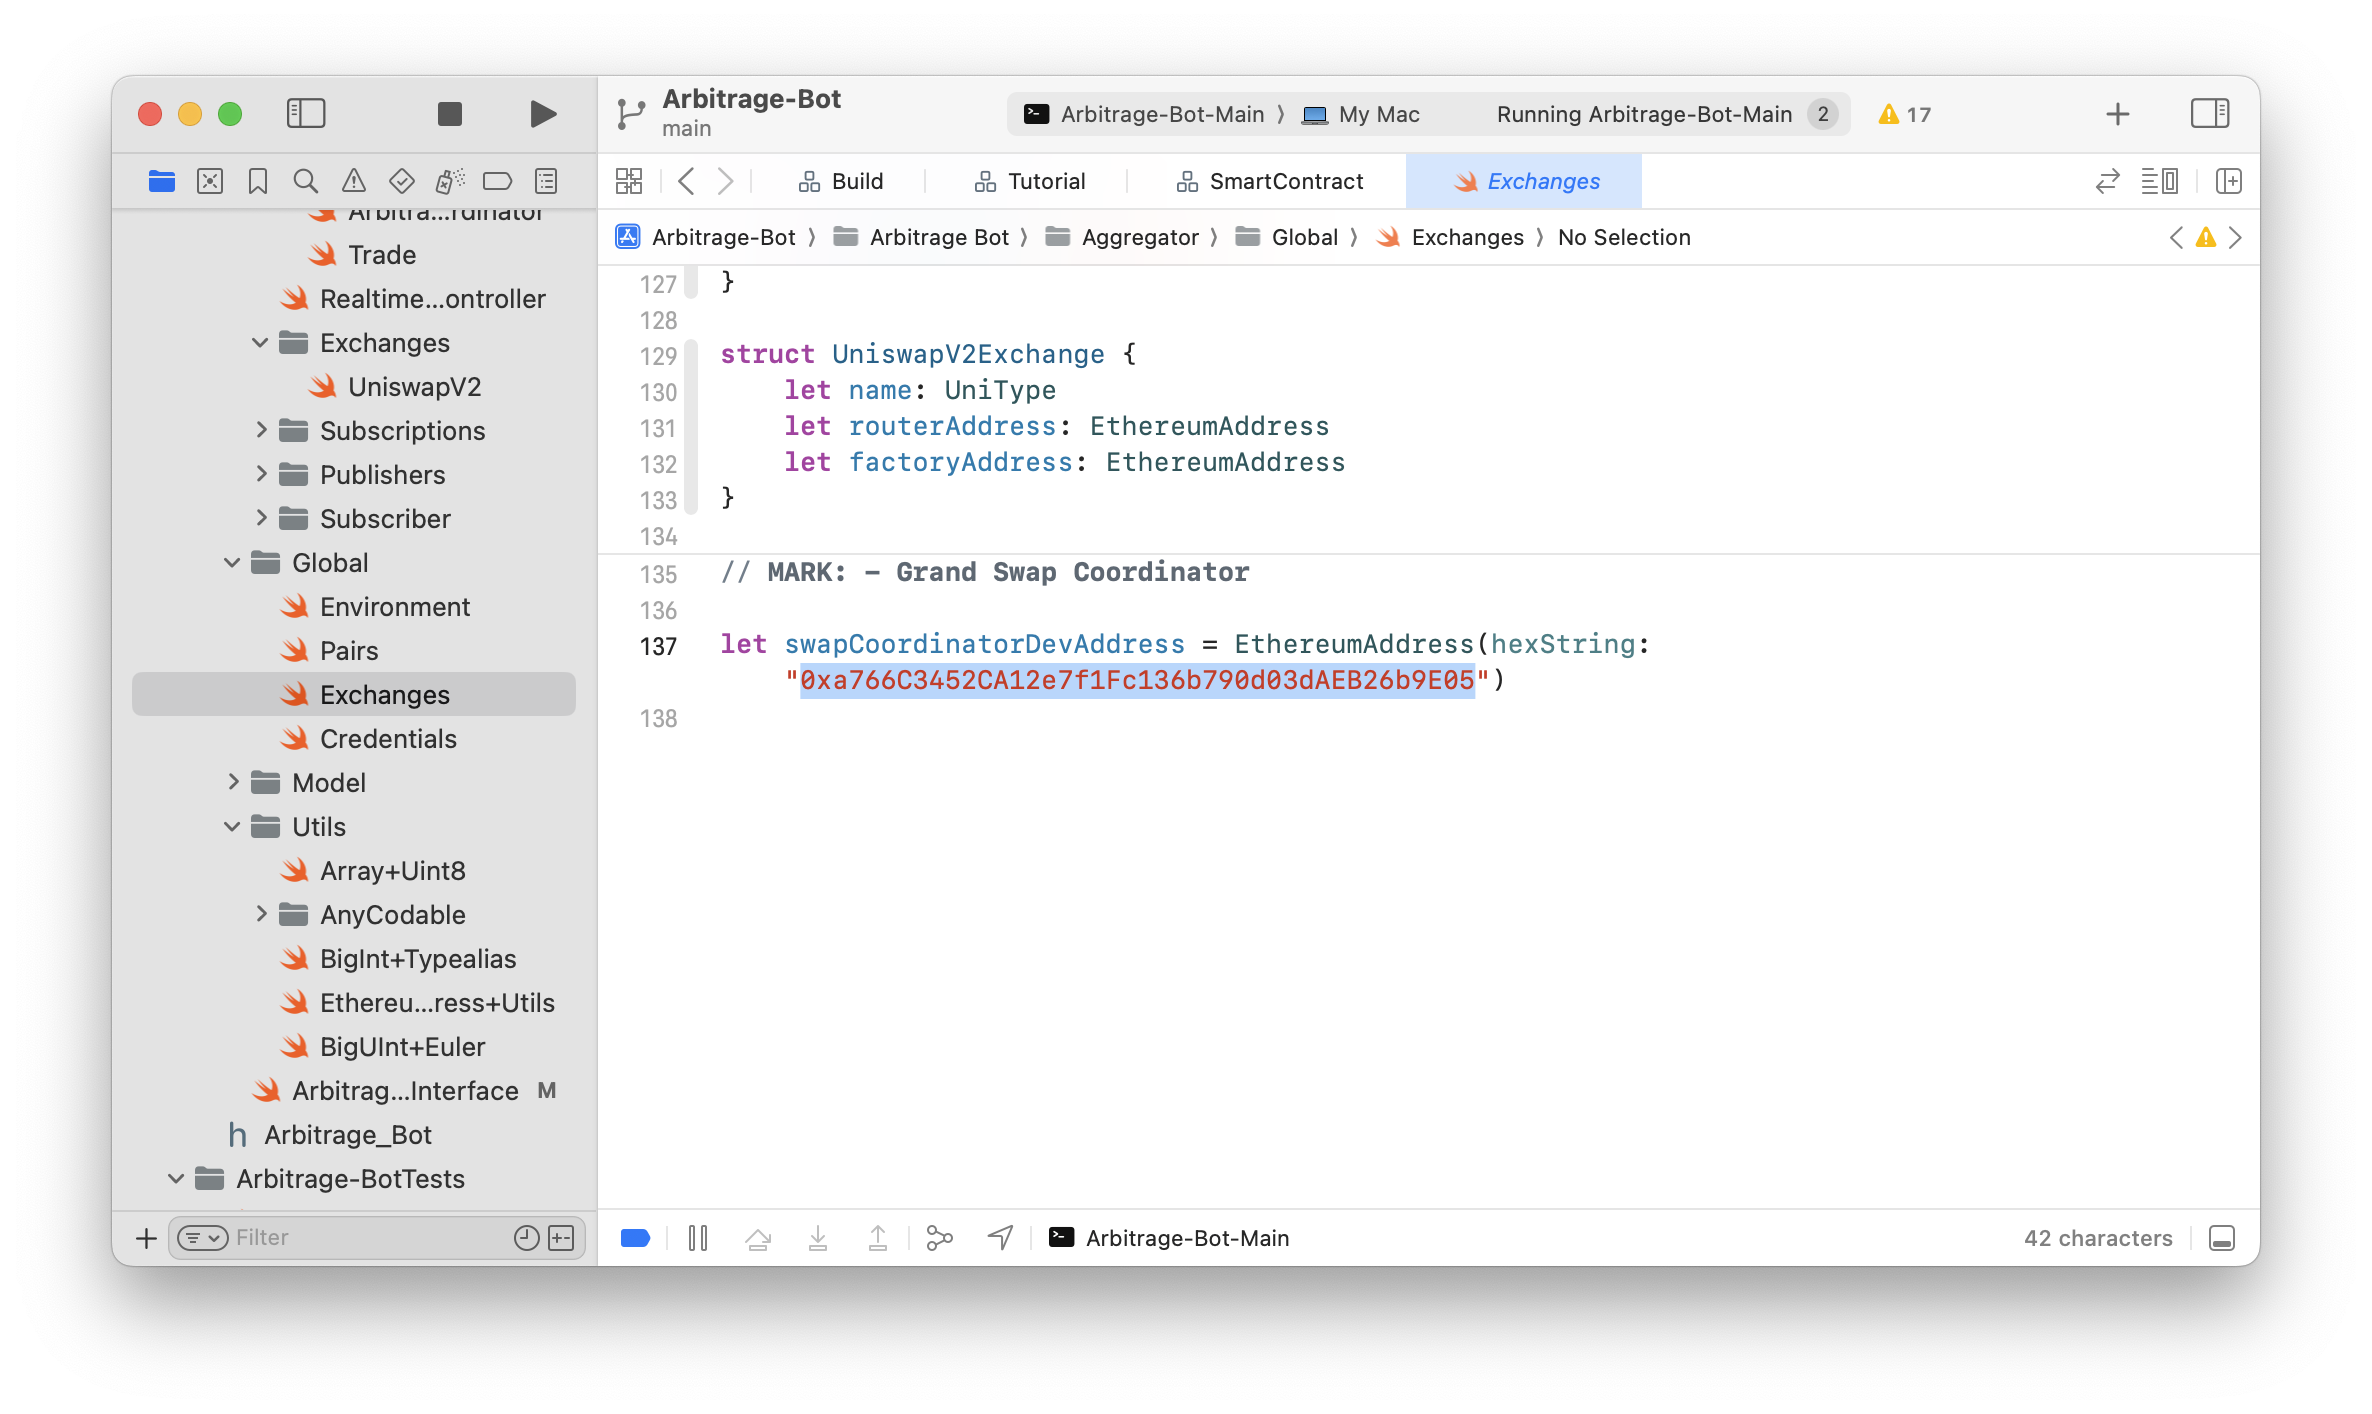 Arbitrage-Bot
main
Arbitrage-Bot-Main 〉 My Mac
Running Arbitrage-Bot-Main 2
17
Build
Tutorial
SmartContract
Exchanges
Arbitrage-Bot 〉 Arbitrage Bot 〉 Aggregator 〉 Global 〉 Exchanges 〉 No Selection
Arbitra...rdinator
Trade
Realtime...ontroller
Exchanges
UniswapV2
Subscriptions
Publishers
Subscriber
Global
Environment
Pairs
Exchanges
Credentials
Model
Utils
Array+Uint8
AnyCodable
BigInt+Typealias
Ethereu...ress+Utils
BigUInt+Euler
Arbitrag...Interface M
h Arbitrage_Bot
Arbitrage-BotTests
Filter
127 }
128
129 struct UniswapV2Exchange {
130 let name: UniType
131 let routerAddress: EthereumAddress
132 let factoryAddress: EthereumAddress
133 }
134
135 // MARK: - Grand Swap Coordinator
136
137 let swapCoordinatorDevAddress = EthereumAddress(hexString:
"0xa766C3452CA12e7f1Fc136b790d03dAEB26b9E05")
138
Arbitrage-Bot-Main
42 characters